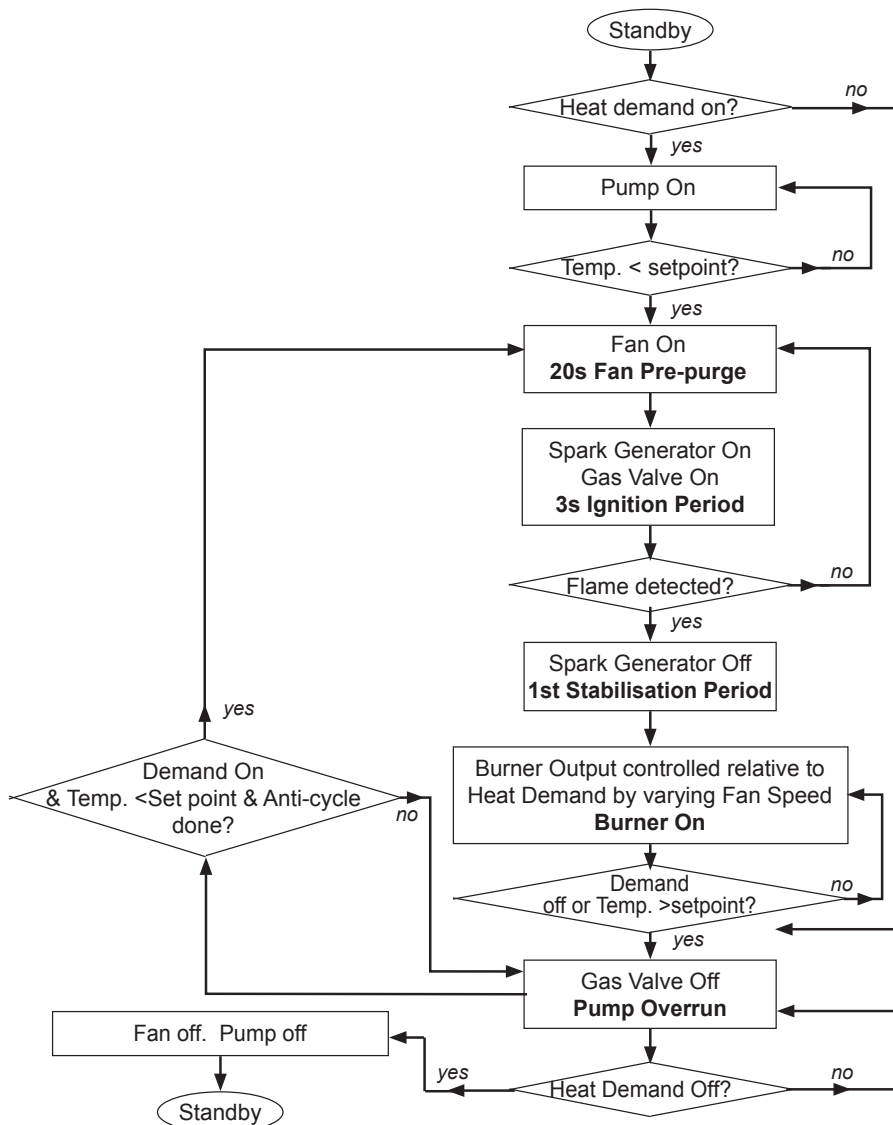 Standby
no
Heat demand on?
yes
Pump On
Temp. < setpoint?
no
yes
Fan On
20s Fan Pre-purge
Spark Generator On
Gas Valve On
3s Ignition Period
Flame detected?
no
yes
Spark Generator Off
1st Stabilisation Period
yes
Demand On
& Temp. <Set point & Anti-cycle
done?
no
Burner Output controlled relative to
Heat Demand by varying Fan Speed
Burner On
Demand
off or Temp. >setpoint?
no
yes
Gas Valve Off
Pump Overrun
Fan off. Pump off
yes
Heat Demand Off?
no
Standby